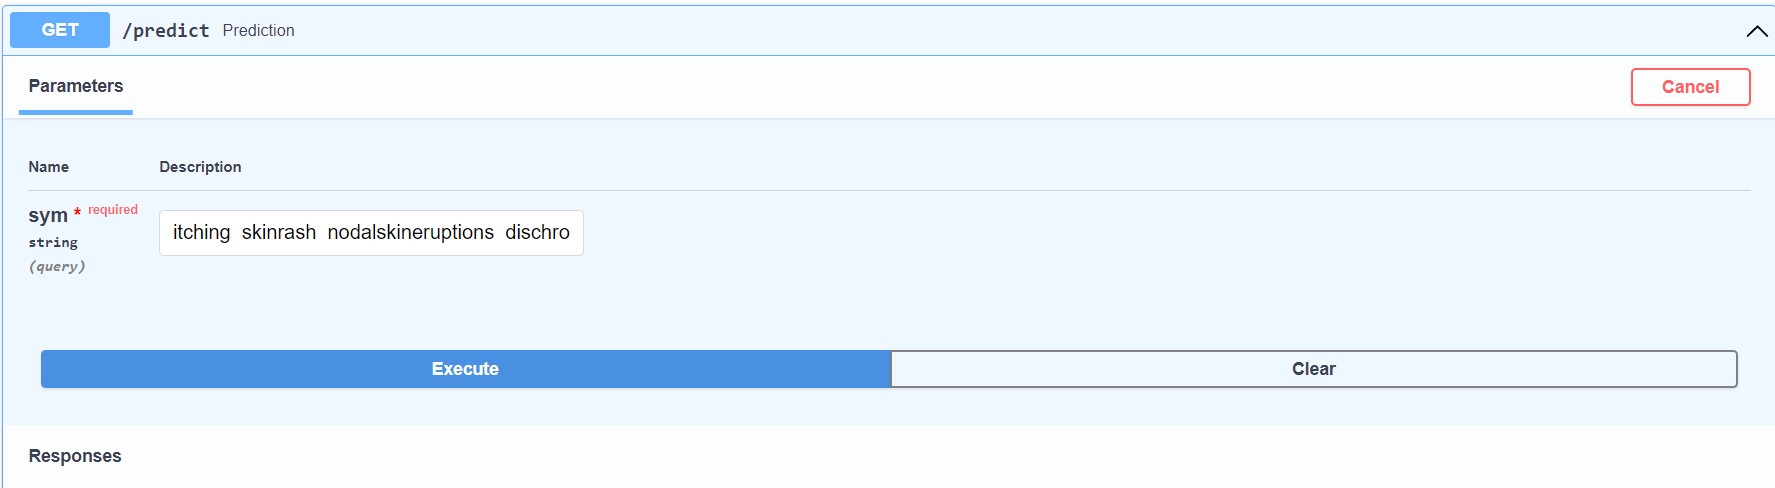 GET /predict Prediction
Parameters Cancel
Name Description
sym * required itching skinrash nodalskineruptions dischro
string
(query)
Execute Clear
Responses